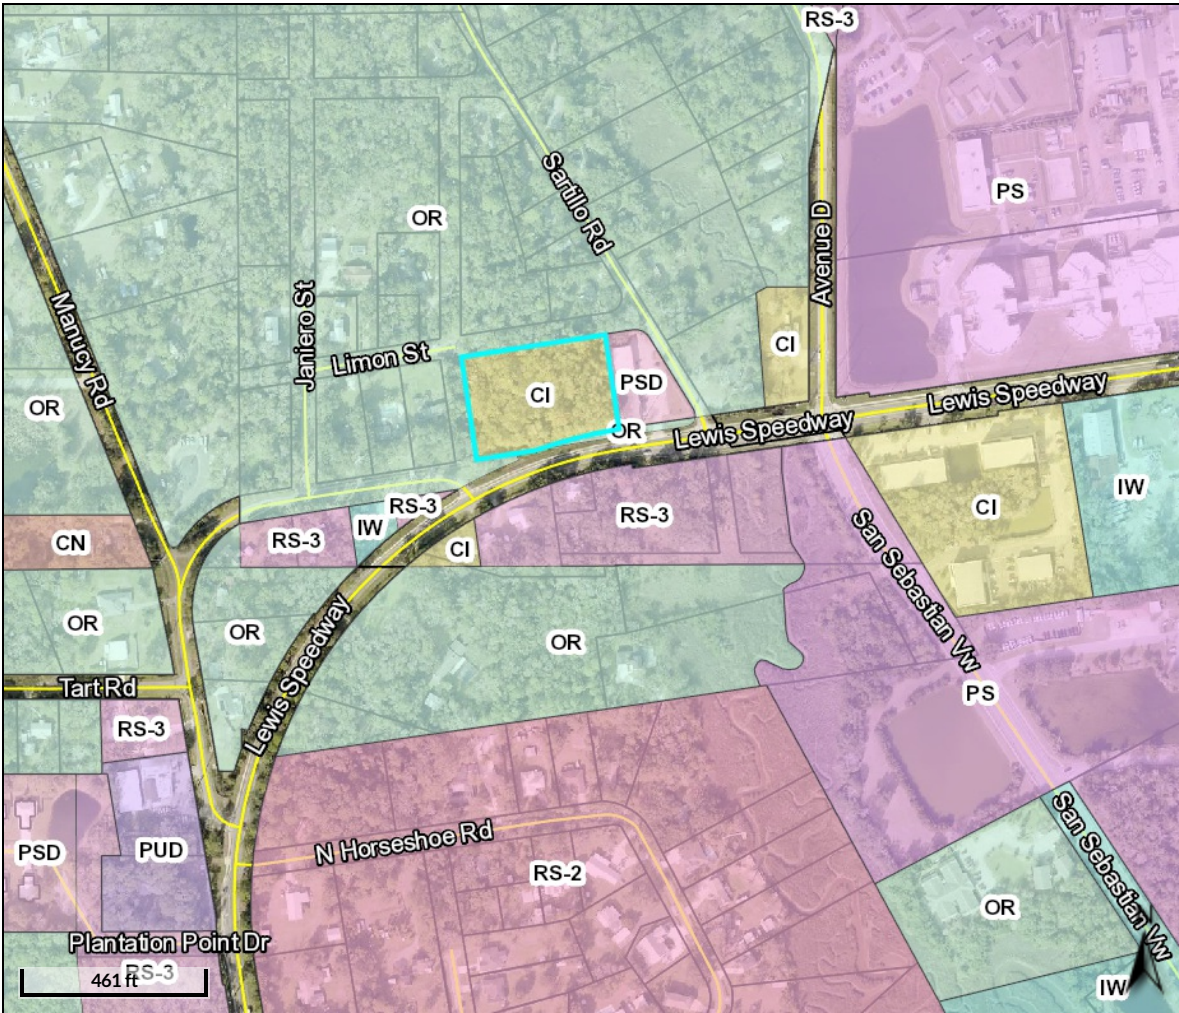 RS-3
PS
Sartillo Rd
OR
Avenue D
Manucy Rd
Janiero St
Limon St
CI
CI
PSD
OR
OR
Lewis Speedway
Lewis Speedway
RS-3
IW
RS-3
RS-3
CI
CI
IW
CN
San Sebastian Vw
OR
OR
OR
Lewis Speedway
Tart Rd
PS
RS-3
N Horseshoe Rd
San Sebastian Vw
PSD
PUD
RS-2
OR
Plantation Point Dr
RS-3
461 ft
IW